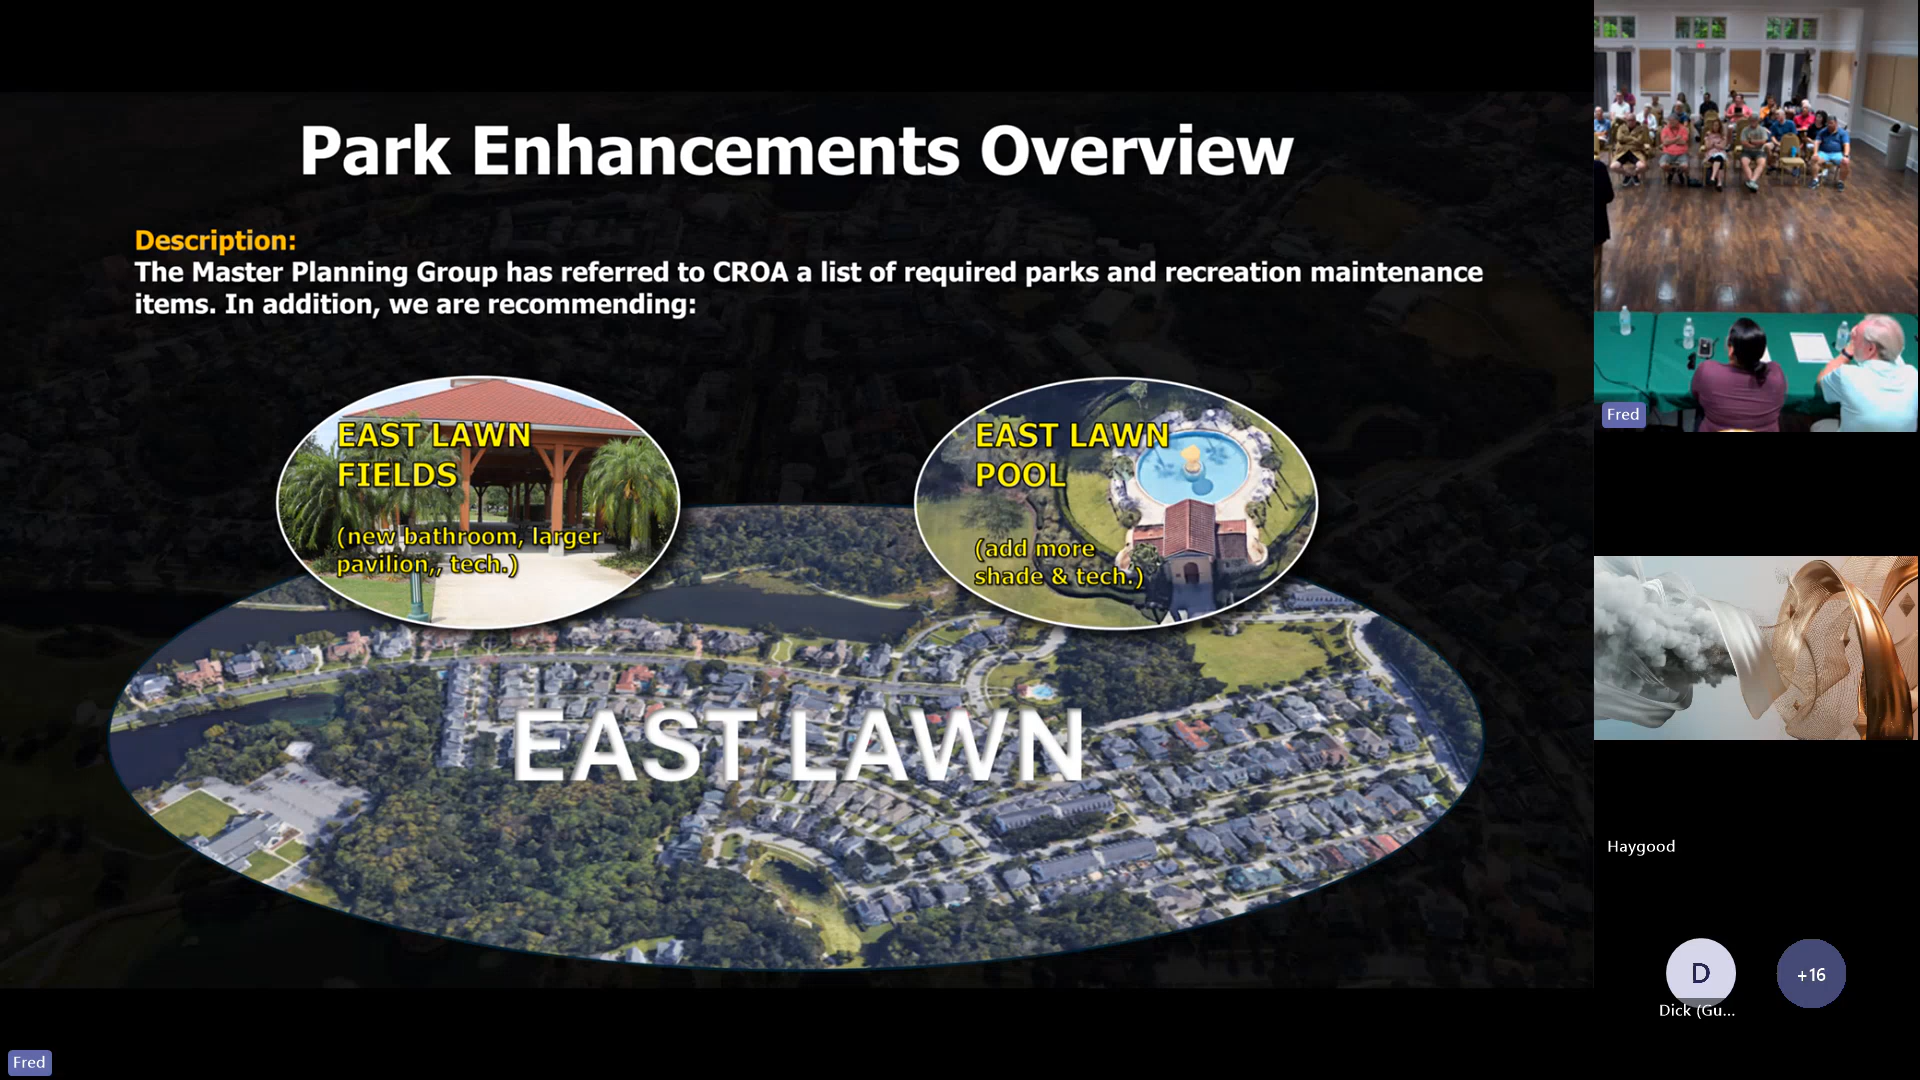 Park Enhancements Overview
Description:
The Master Planning Group has referred to CROA a list of required parks and recreation maintenance
items. In addition, we are recommending:
EAST LAWN
FIELDS
(new bathroom, larger
pavilion,, tech.)
EAST LAWN
POOL
(add more
shade & tech.)
EAST LAWN
Fred
Haygood
D
+16
Dick (Gu...
Fred